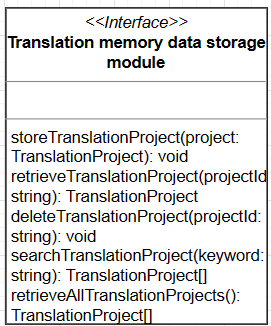 <<Interface>>
Translation memory data storage
module
storeTranslationProject(project:
TranslationProject): void
retrieveTranslationProject(projectId
string): TranslationProject
deleteTranslationProject(projectId:
string): void
searchTranslationProject(keyword:
string): TranslationProject[]
retrieveAllTranslationProjects():
TranslationProject[]